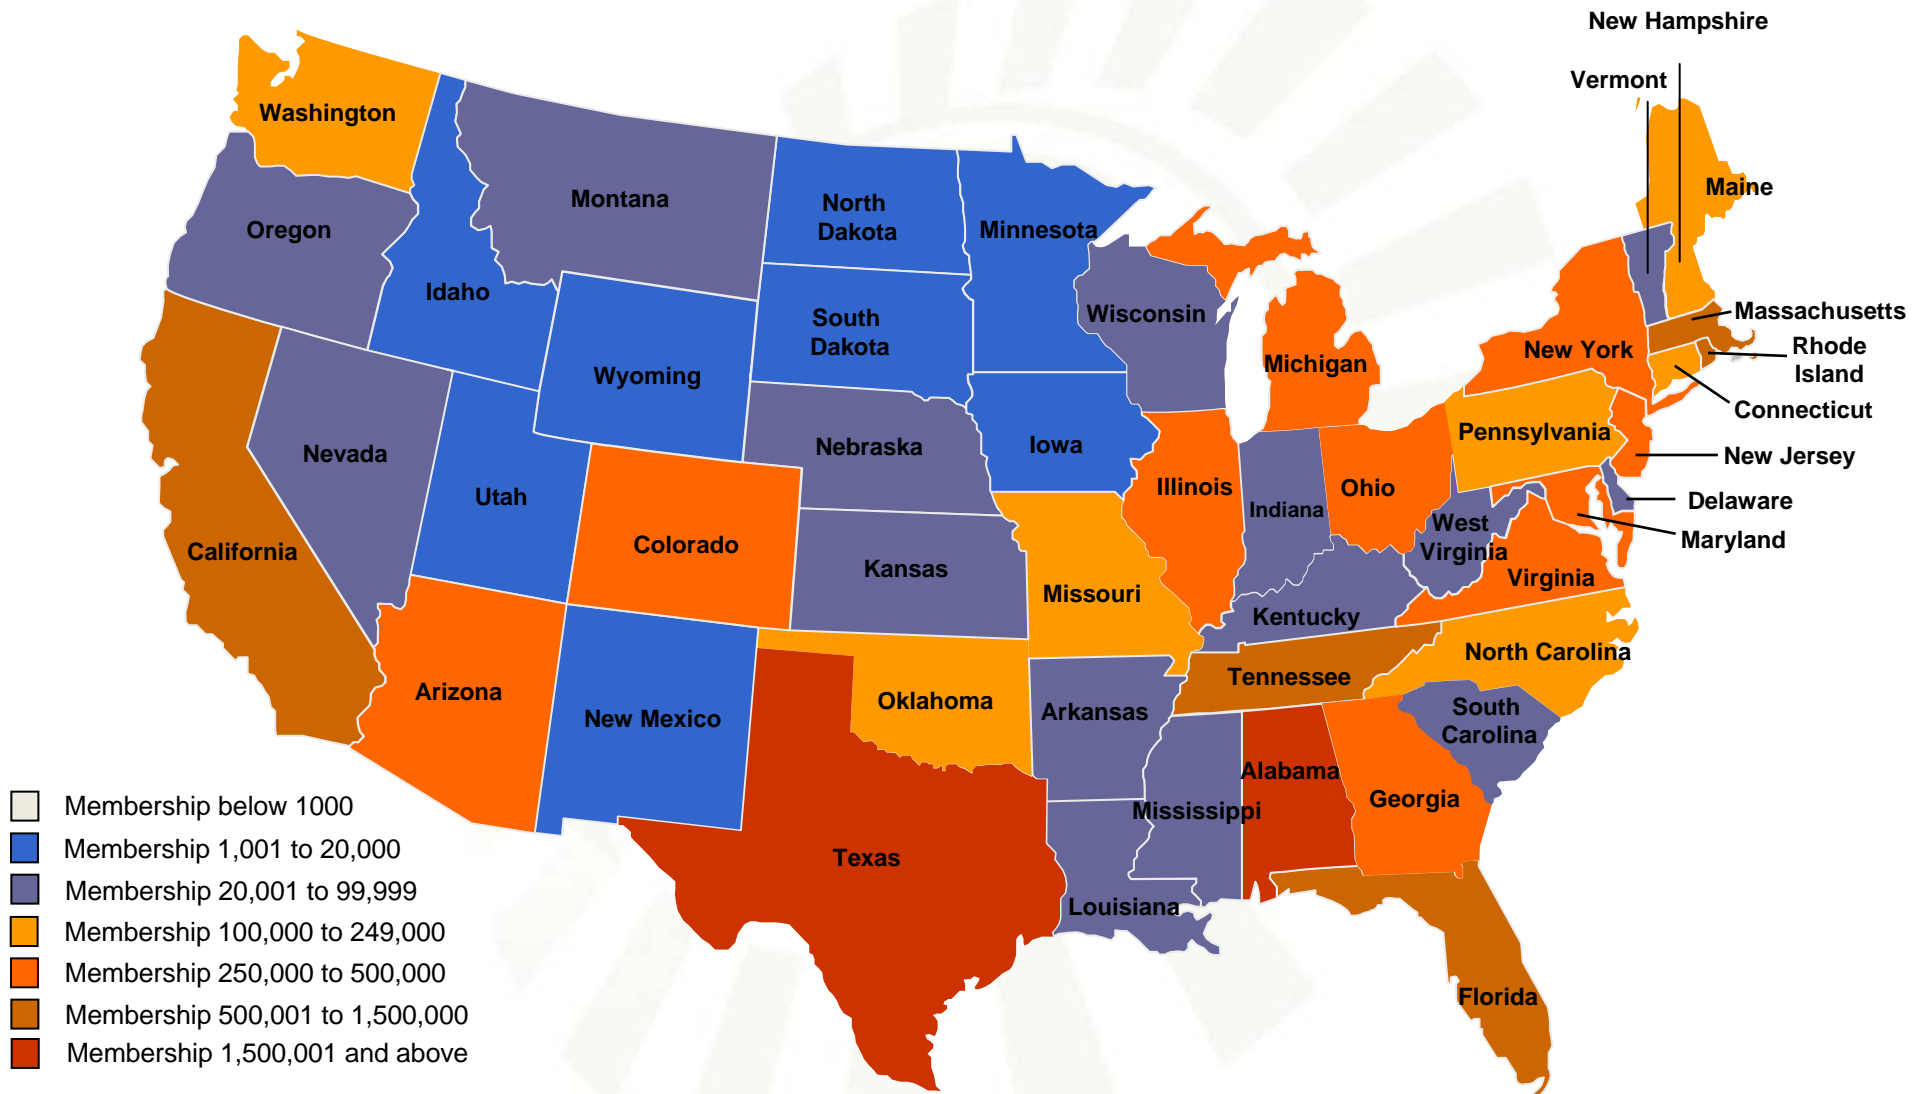 New Hampshire
Vermont
Washington
Maine
Montana
North
Dakota
Oregon
Minnesota
Idaho
Massachusetts
Wisconsin
South
Dakota
New York
Rhode
Island
Michigan
Wyoming
Connecticut
Pennsylvania
Iowa
Nebraska
Nevada
New Jersey
Illinois
Ohio
Utah
Delaware
Indiana
West
Virginia
Colorado
Maryland
California
Kansas
Virginia
Missouri
Kentucky
North Carolina
Tennessee
Arizona
Oklahoma
South
Carolina
Arkansas
New Mexico
Alabama
Georgia
Mississippi
Texas
Louisiana
Florida
Membership below 1000
Membership 1,001 to 20,000
Membership 20,001 to 99,999
Membership 100,000 to 249,000
Membership 250,000 to 500,000
Membership 500,001 to 1,500,000
Membership 1,500,001 and above